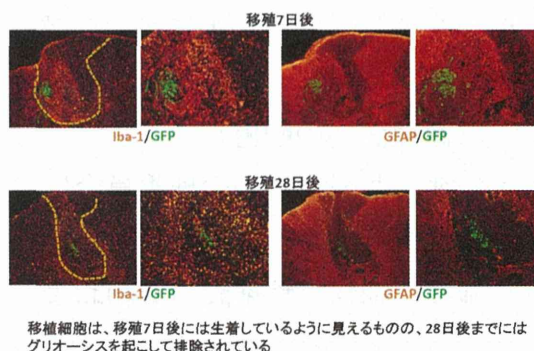 移殖7日後
Iba-1/GFP
GFAP/GFP
移殖28日後
Iba-1/GFP
GFAP/GFP
移植細胞は、移殖7日後には生着しているように見えるものの、28日後までには
グリオーシスを起こして排除されている